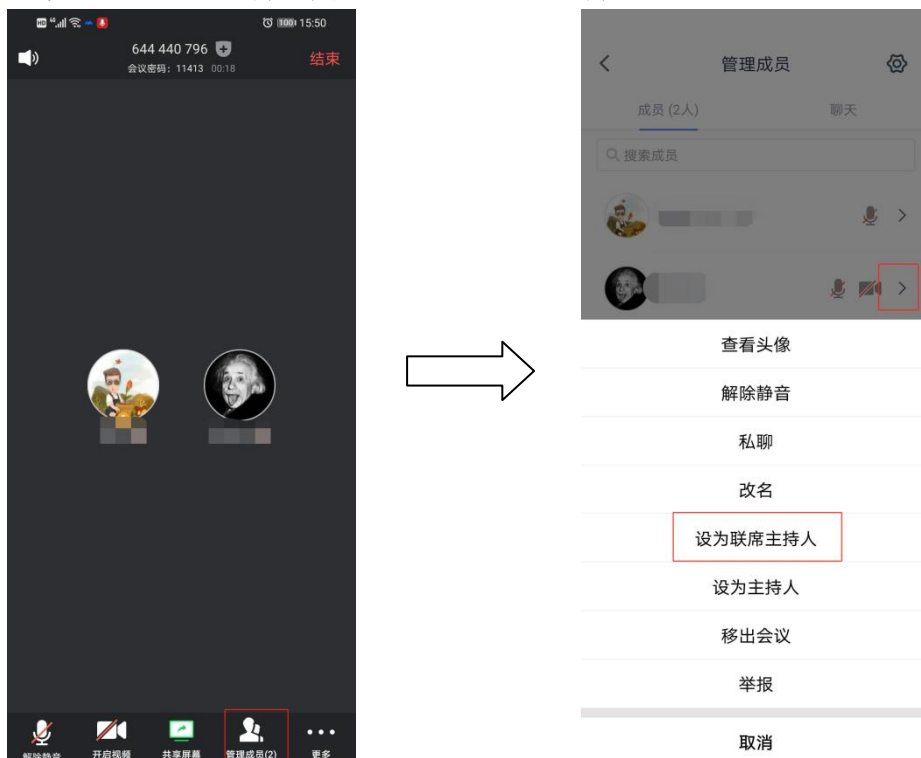 HD 46 100 15:50
644 440 796
会议密码：11413 00:18
结束
解除静音
开启视频
共享屏幕
管理成员(2)
更多
管理成员
成员 (2人)
聊天
搜索成员
查看头像
解除静音
私聊
改名
设为联席主持人
设为主持人
移出会议
举报
取消